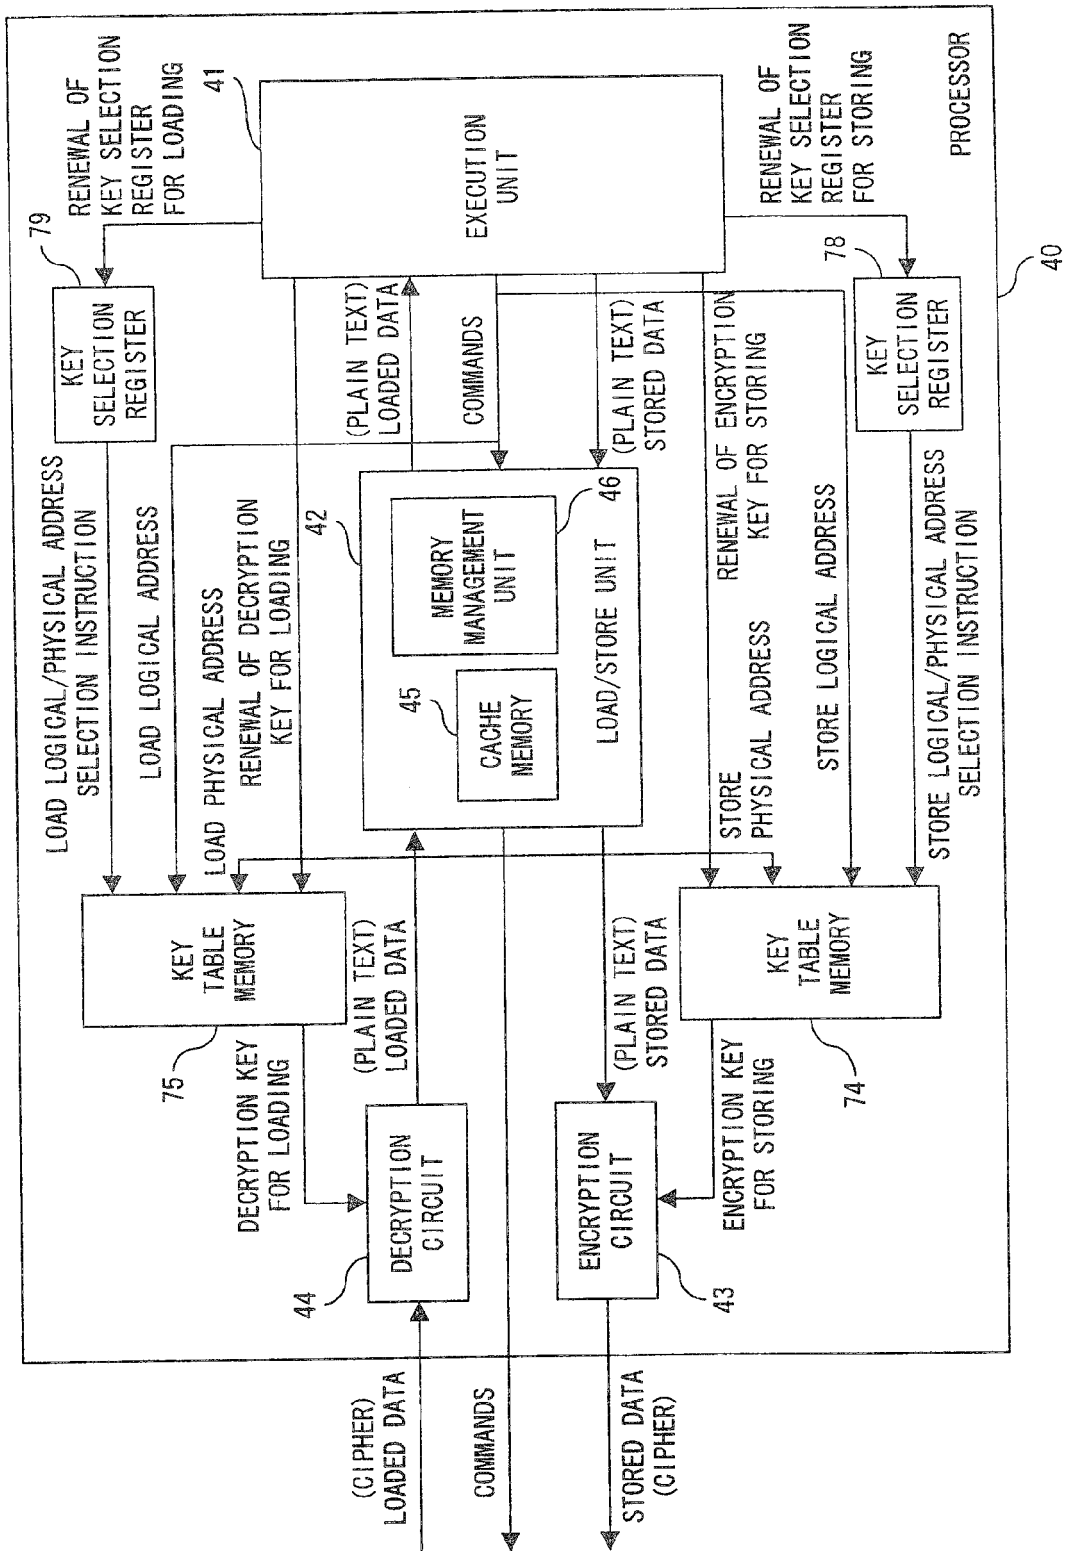 RENEWAL OF
KEY SELECTION
REGISTER
FOR LOADING
41
79
KEY
SELECTION
REGISTER
LOAD LOGICAL/PHYSICAL ADDRESS
SELECTION INSTRUCTION
LOAD LOGICAL ADDRESS
LOAD PHYSICAL ADDRESS
RENEWAL OF DECRYPTION
KEY FOR LOADING
KEY
TABLE
MEMORY
75
DECRYPTION KEY
FOR LOADING
EXECUTION
UNIT
(PLAIN TEXT)
LOADED DATA
COMMANDS
(PLAIN TEXT)
STORED DATA
42
MEMORY
MANAGEMENT
UNIT
46
45
CACHE
MEMORY
LOAD/STORE UNIT
(PLAIN TEXT)
LOADED DATA
(PLAIN TEXT)
STORED DATA
44
DECRYPTION
CIRCUIT
ENCRYPTION
CIRCUIT
43
(CIPHER)
LOADED DATA
COMMANDS
STORED DATA
(CIPHER)
RENEWAL OF ENCRYPTION
KEY FOR STORING
STORE
PHYSICAL ADDRESS
STORE LOGICAL ADDRESS
STORE LOGICAL/PHYSICAL ADDRESS
SELECTION INSTRUCTION
KEY
TABLE
MEMORY
74
ENCRYPTION KEY
FOR STORING
RENEWAL OF
KEY SELECTION
REGISTER
FOR STORING
78
KEY
SELECTION
REGISTER
PROCESSOR
40